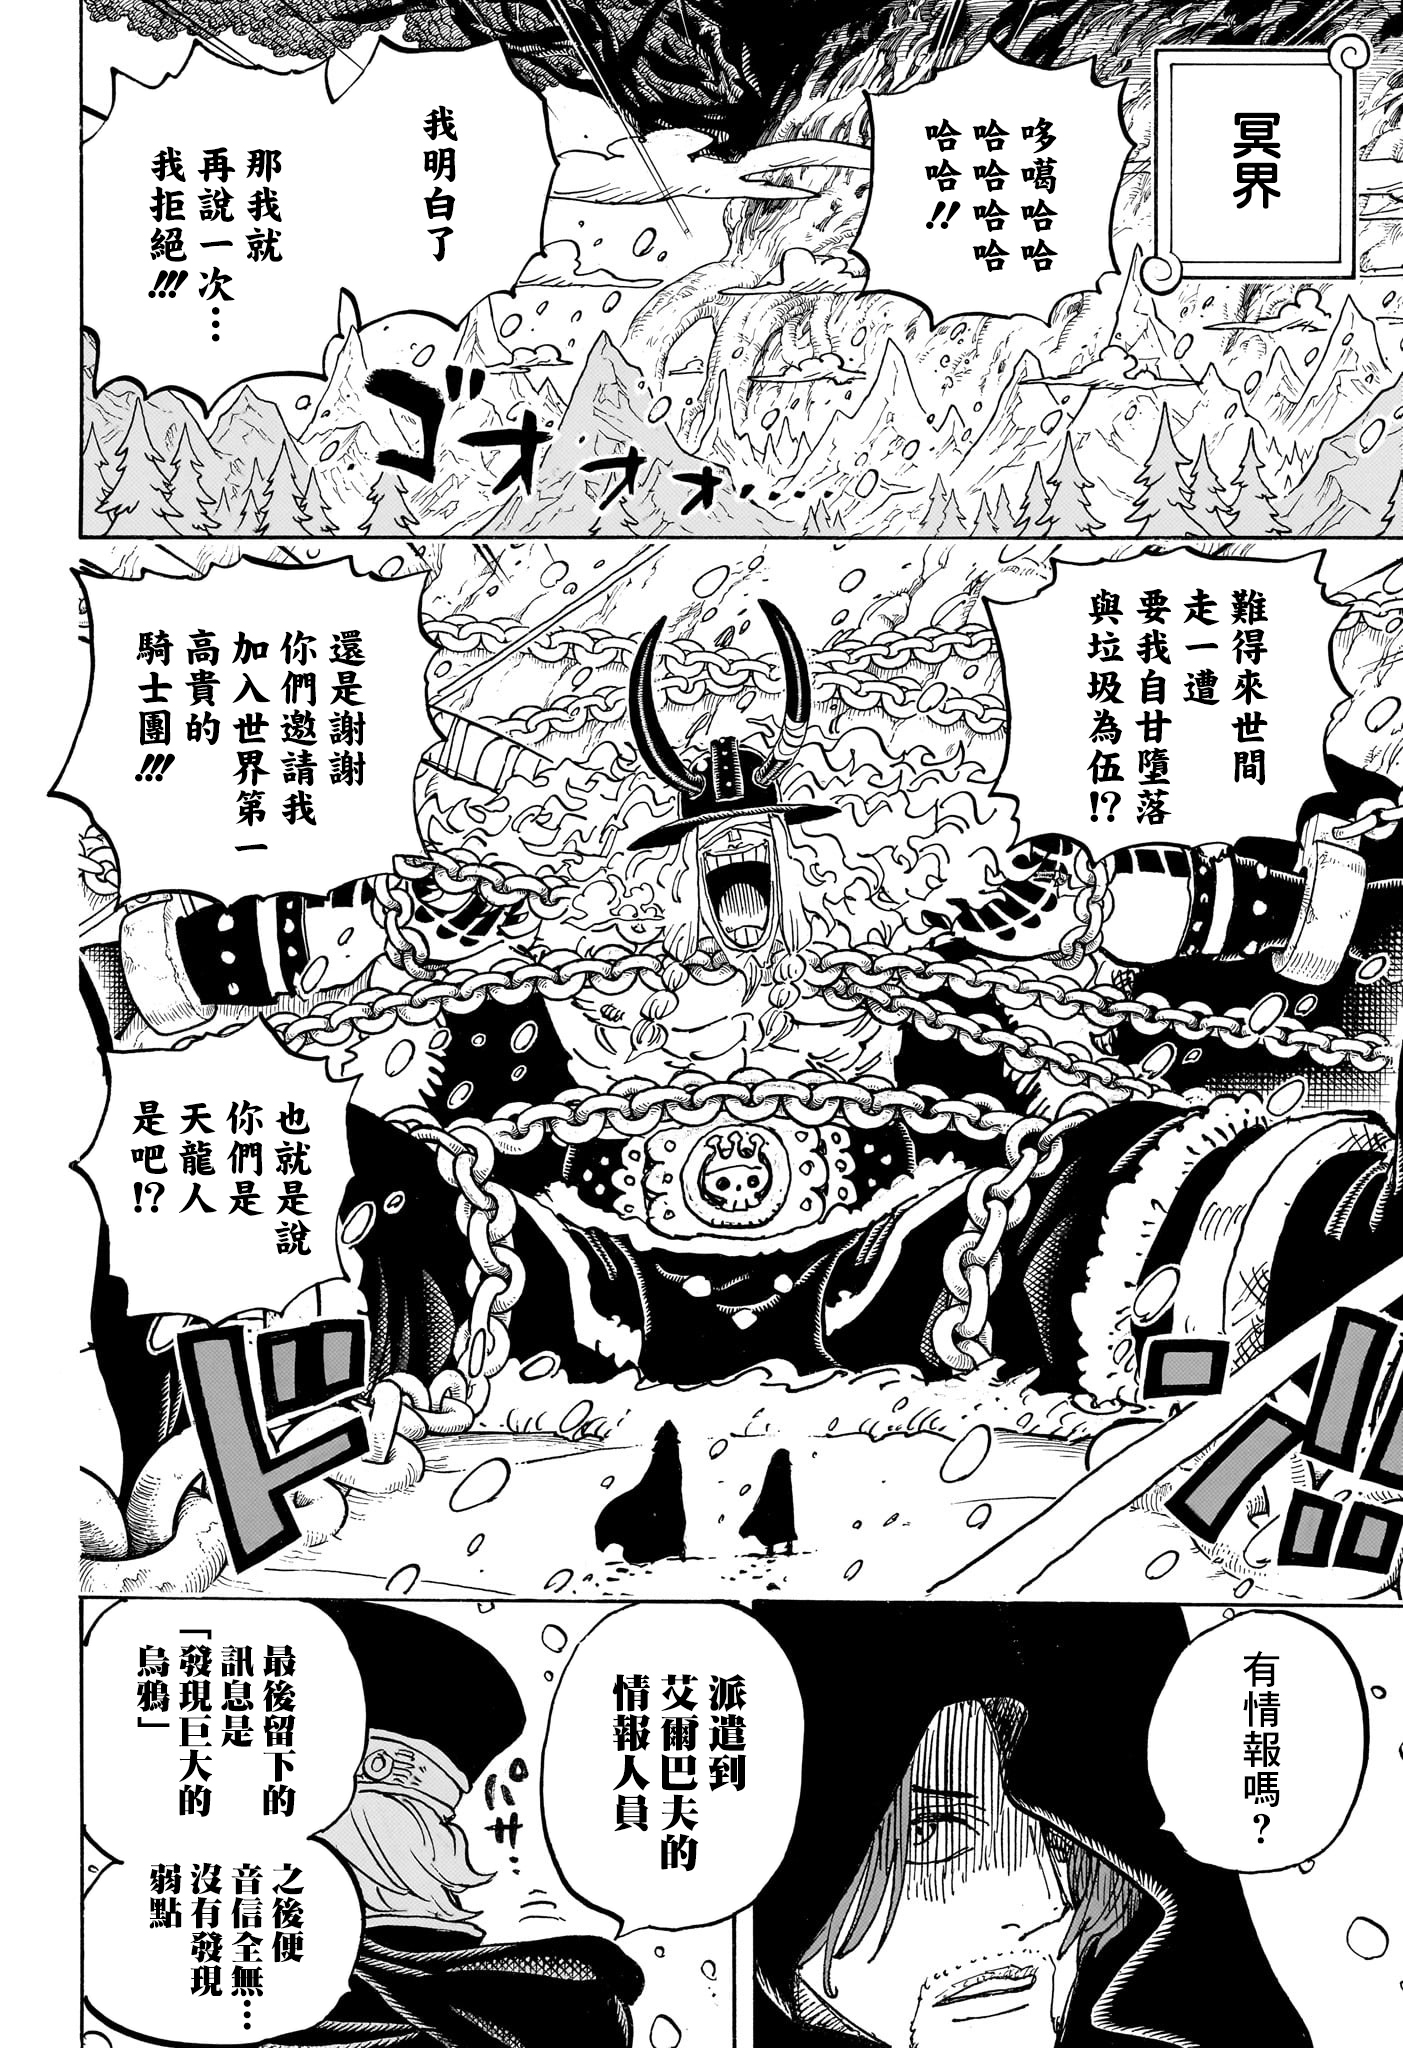 冥界
哆噶哈哈
哈哈哈哈
哈哈!!
我明白了
那我就
再說一次…
我拒絕!!!
ゴォォォォ……
難得來世間
走一遭
要我自甘墮落
與垃圾為伍!?
還是謝謝
你們邀請我
加入世界第一
高貴的
騎士團!!!
也就是說
你們是
天龍人
是吧!?
ドン
有情報嗎?
派遣到
艾爾巴夫的
情報人員
パサ
最後留下的
訊息是
「發現巨大的
烏鴉」
之後便
音信全無…
沒有發現
弱點